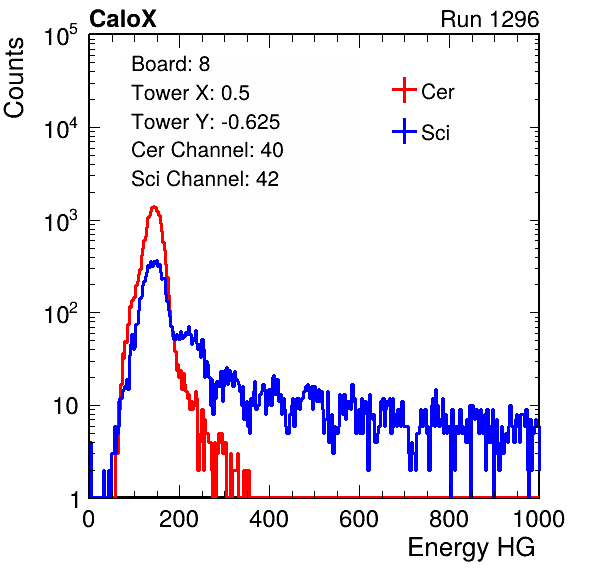 CaloX Run 1296
Counts
10^5
10^4
10^3
10^2
10
1
Board: 8
Tower X: 0.5
Tower Y: -0.625
Cer Channel: 40
Sci Channel: 42
Cer
Sci
0 200 400 600 800 1000
Energy HG